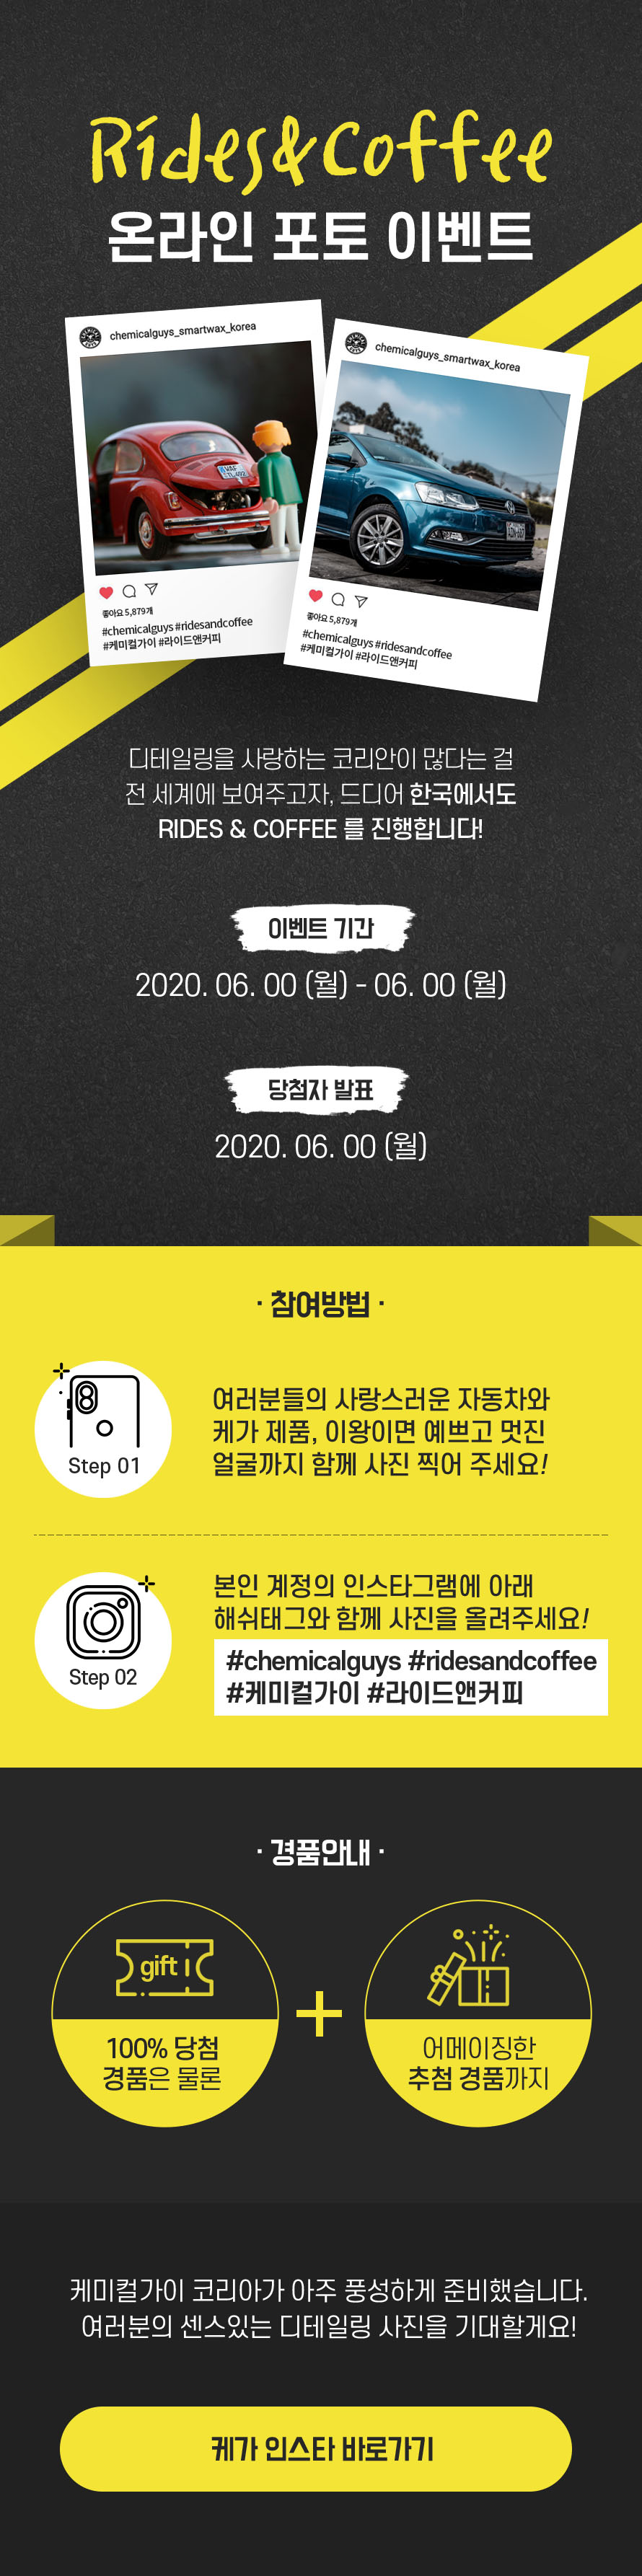 Rides&Coffee
온라인 포토 이벤트
chemicalguys_smartwax_korea
좋아요 5,879개
#chemicalguys #ridesandcoffee
#케미컬가이 #라이드앤커피
chemicalguys_smartwax_korea
좋아요 5,879개
#chemicalguys #ridesandcoffee
#케미컬가이 #라이드앤커피
디테일링을 사랑하는 코리안이 많다는 걸
전 세계에 보여주고자, 드디어 한국에서도
RIDES & COFFEE 를 진행합니다!
이벤트 기간
2020. 06. 00 (월) - 06. 00 (월)
당첨자 발표
2020. 06. 00 (월)
· 참여방법 ·
Step 01
여러분들의 사랑스러운 자동차와
케가 제품, 이왕이면 예쁘고 멋진
얼굴까지 함께 사진 찍어 주세요!
Step 02
본인 계정의 인스타그램에 아래
해쉬태그와 함께 사진을 올려주세요!
#chemicalguys #ridesandcoffee
#케미컬가이 #라이드앤커피
· 경품안내 ·
gift
100% 당첨
경품은 물론
+
어메이징한
추첨 경품까지
케미컬가이 코리아가 아주 풍성하게 준비했습니다.
여러분의 센스있는 디테일링 사진을 기대할게요!
케가 인스타 바로가기